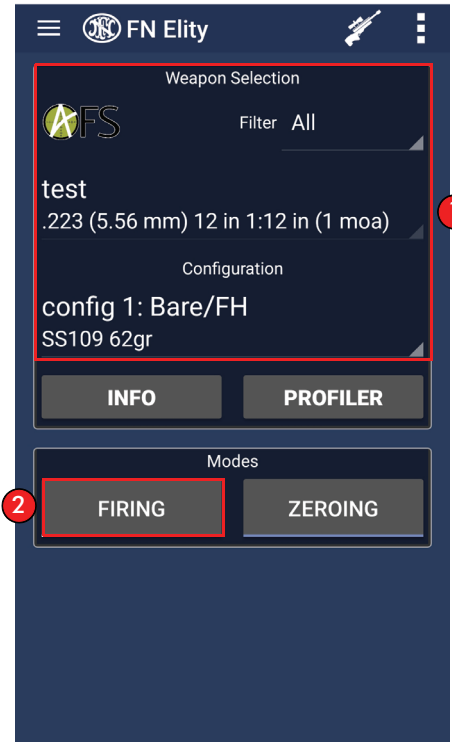 FN Elity
Weapon Selection
AFS
Filter All
test
.223 (5.56 mm) 12 in 1:12 in (1 moa)
Configuration
config 1: Bare/FH
SS109 62gr
INFO PROFILER
Modes
2
FIRING ZEROING